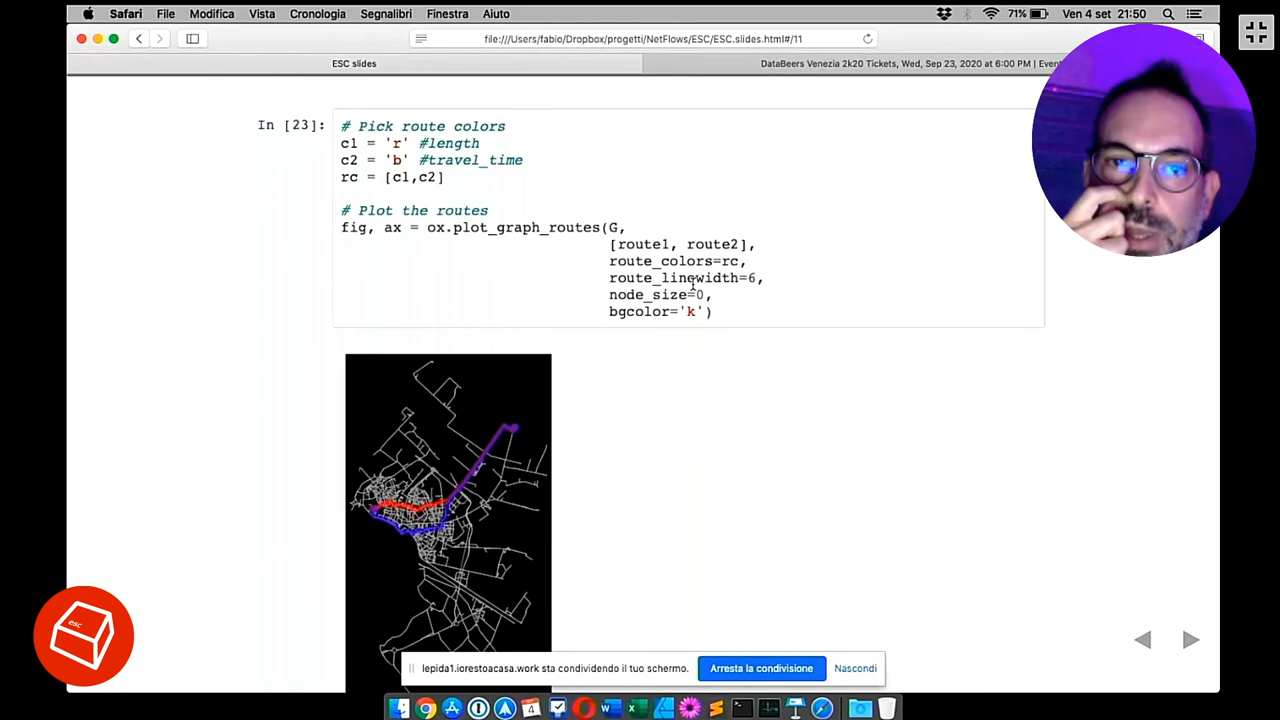 Safari File Modifica Vista Cronologia Segnalibri Finestra Aiuto 71% Ven 4 set 21:50
file:///Users/fabio/Dropbox/progetti/NetFlows/ESC/ESC.slides.html#/11
ESC slides
DataBeers Venezia 2k20 Tickets, Wed, Sep 23, 2020 at 6:00 PM | Event
In [23]:
# Pick route colors
c1 = 'r' #length
c2 = 'b' #travel_time
rc = [c1,c2]
# Plot the routes
fig, ax = ox.plot_graph_routes(G,
[route1, route2],
route_colors=rc,
route_linewidth=6,
node_size=0,
bgcolor='k')
esc
lepida1.iorestoacasa.work sta condividendo il tuo schermo. Arresta la condivisione Nascondi
4